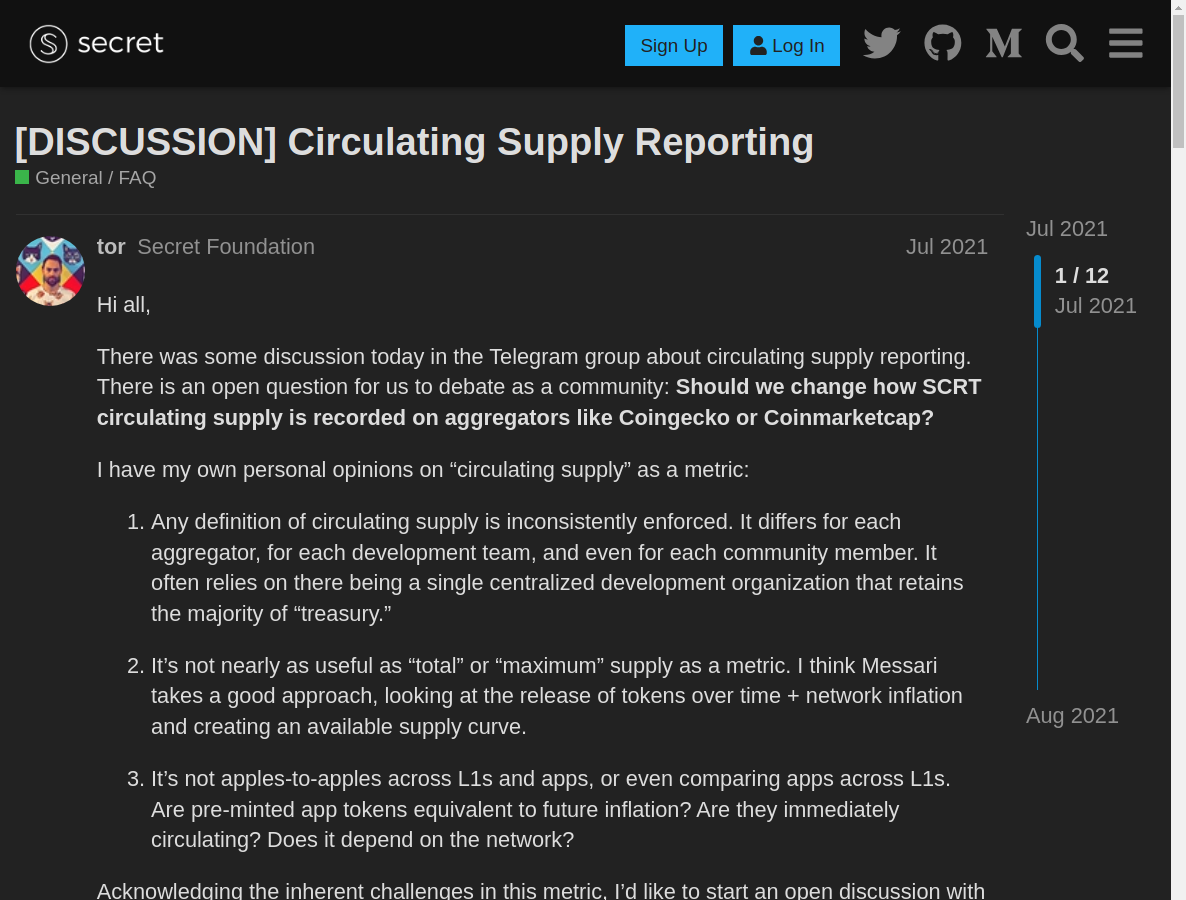 secret
Sign Up
Log In
[DISCUSSION] Circulating Supply Reporting
General / FAQ
tor Secret Foundation Jul 2021
Hi all,
There was some discussion today in the Telegram group about circulating supply reporting.
There is an open question for us to debate as a community: Should we change how SCRT
circulating supply is recorded on aggregators like Coingecko or Coinmarketcap?
I have my own personal opinions on “circulating supply” as a metric:
1. Any definition of circulating supply is inconsistently enforced. It differs for each
aggregator, for each development team, and even for each community member. It
often relies on there being a single centralized development organization that retains
the majority of “treasury.”
2. It’s not nearly as useful as “total” or “maximum” supply as a metric. I think Messari
takes a good approach, looking at the release of tokens over time + network inflation
and creating an available supply curve.
3. It’s not apples-to-apples across L1s and apps, or even comparing apps across L1s.
Are pre-minted app tokens equivalent to future inflation? Are they immediately
circulating? Does it depend on the network?
Acknowledging the inherent challenges in this metric, I’d like to start an open discussion with
Jul 2021
1 / 12
Jul 2021
Aug 2021